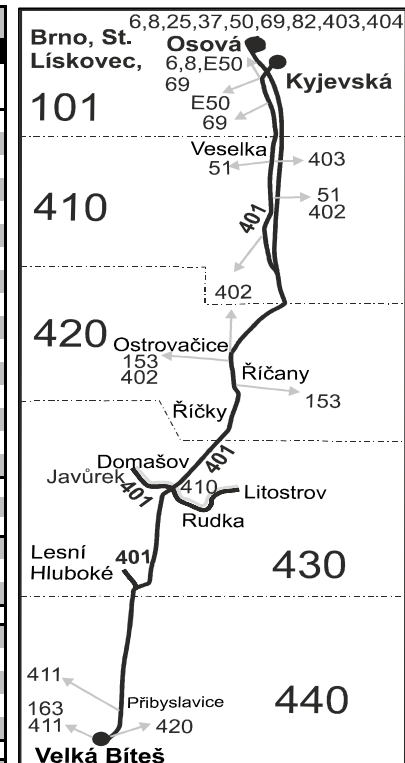 6,8,25,37,50,69,82,403,404
Brno, St.
Lískovec,
101
Osová
6,8,E50
69
Kyjevská
E50
69
Veselka
51
403
410
51
402
401
402
420
Ostrovačice
153
402
Říčany
153
Říčky
401
Domašov
Javůrek
401
410
Litostrov
Rudka
Lesní
Hluboké
401
430
411
Přibyslavice
440
163
411
420
Velká Bíteš